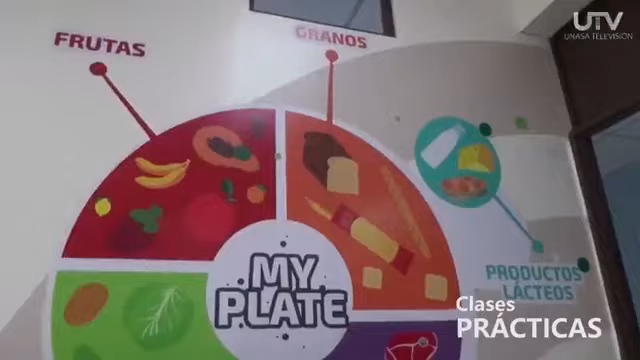 UTV
UNASA TELEVISIÓN
FRUTAS
GRANOS
MY
PLATE
PRODUCTOS
LÁCTEOS
Clases
PRÁCTICAS